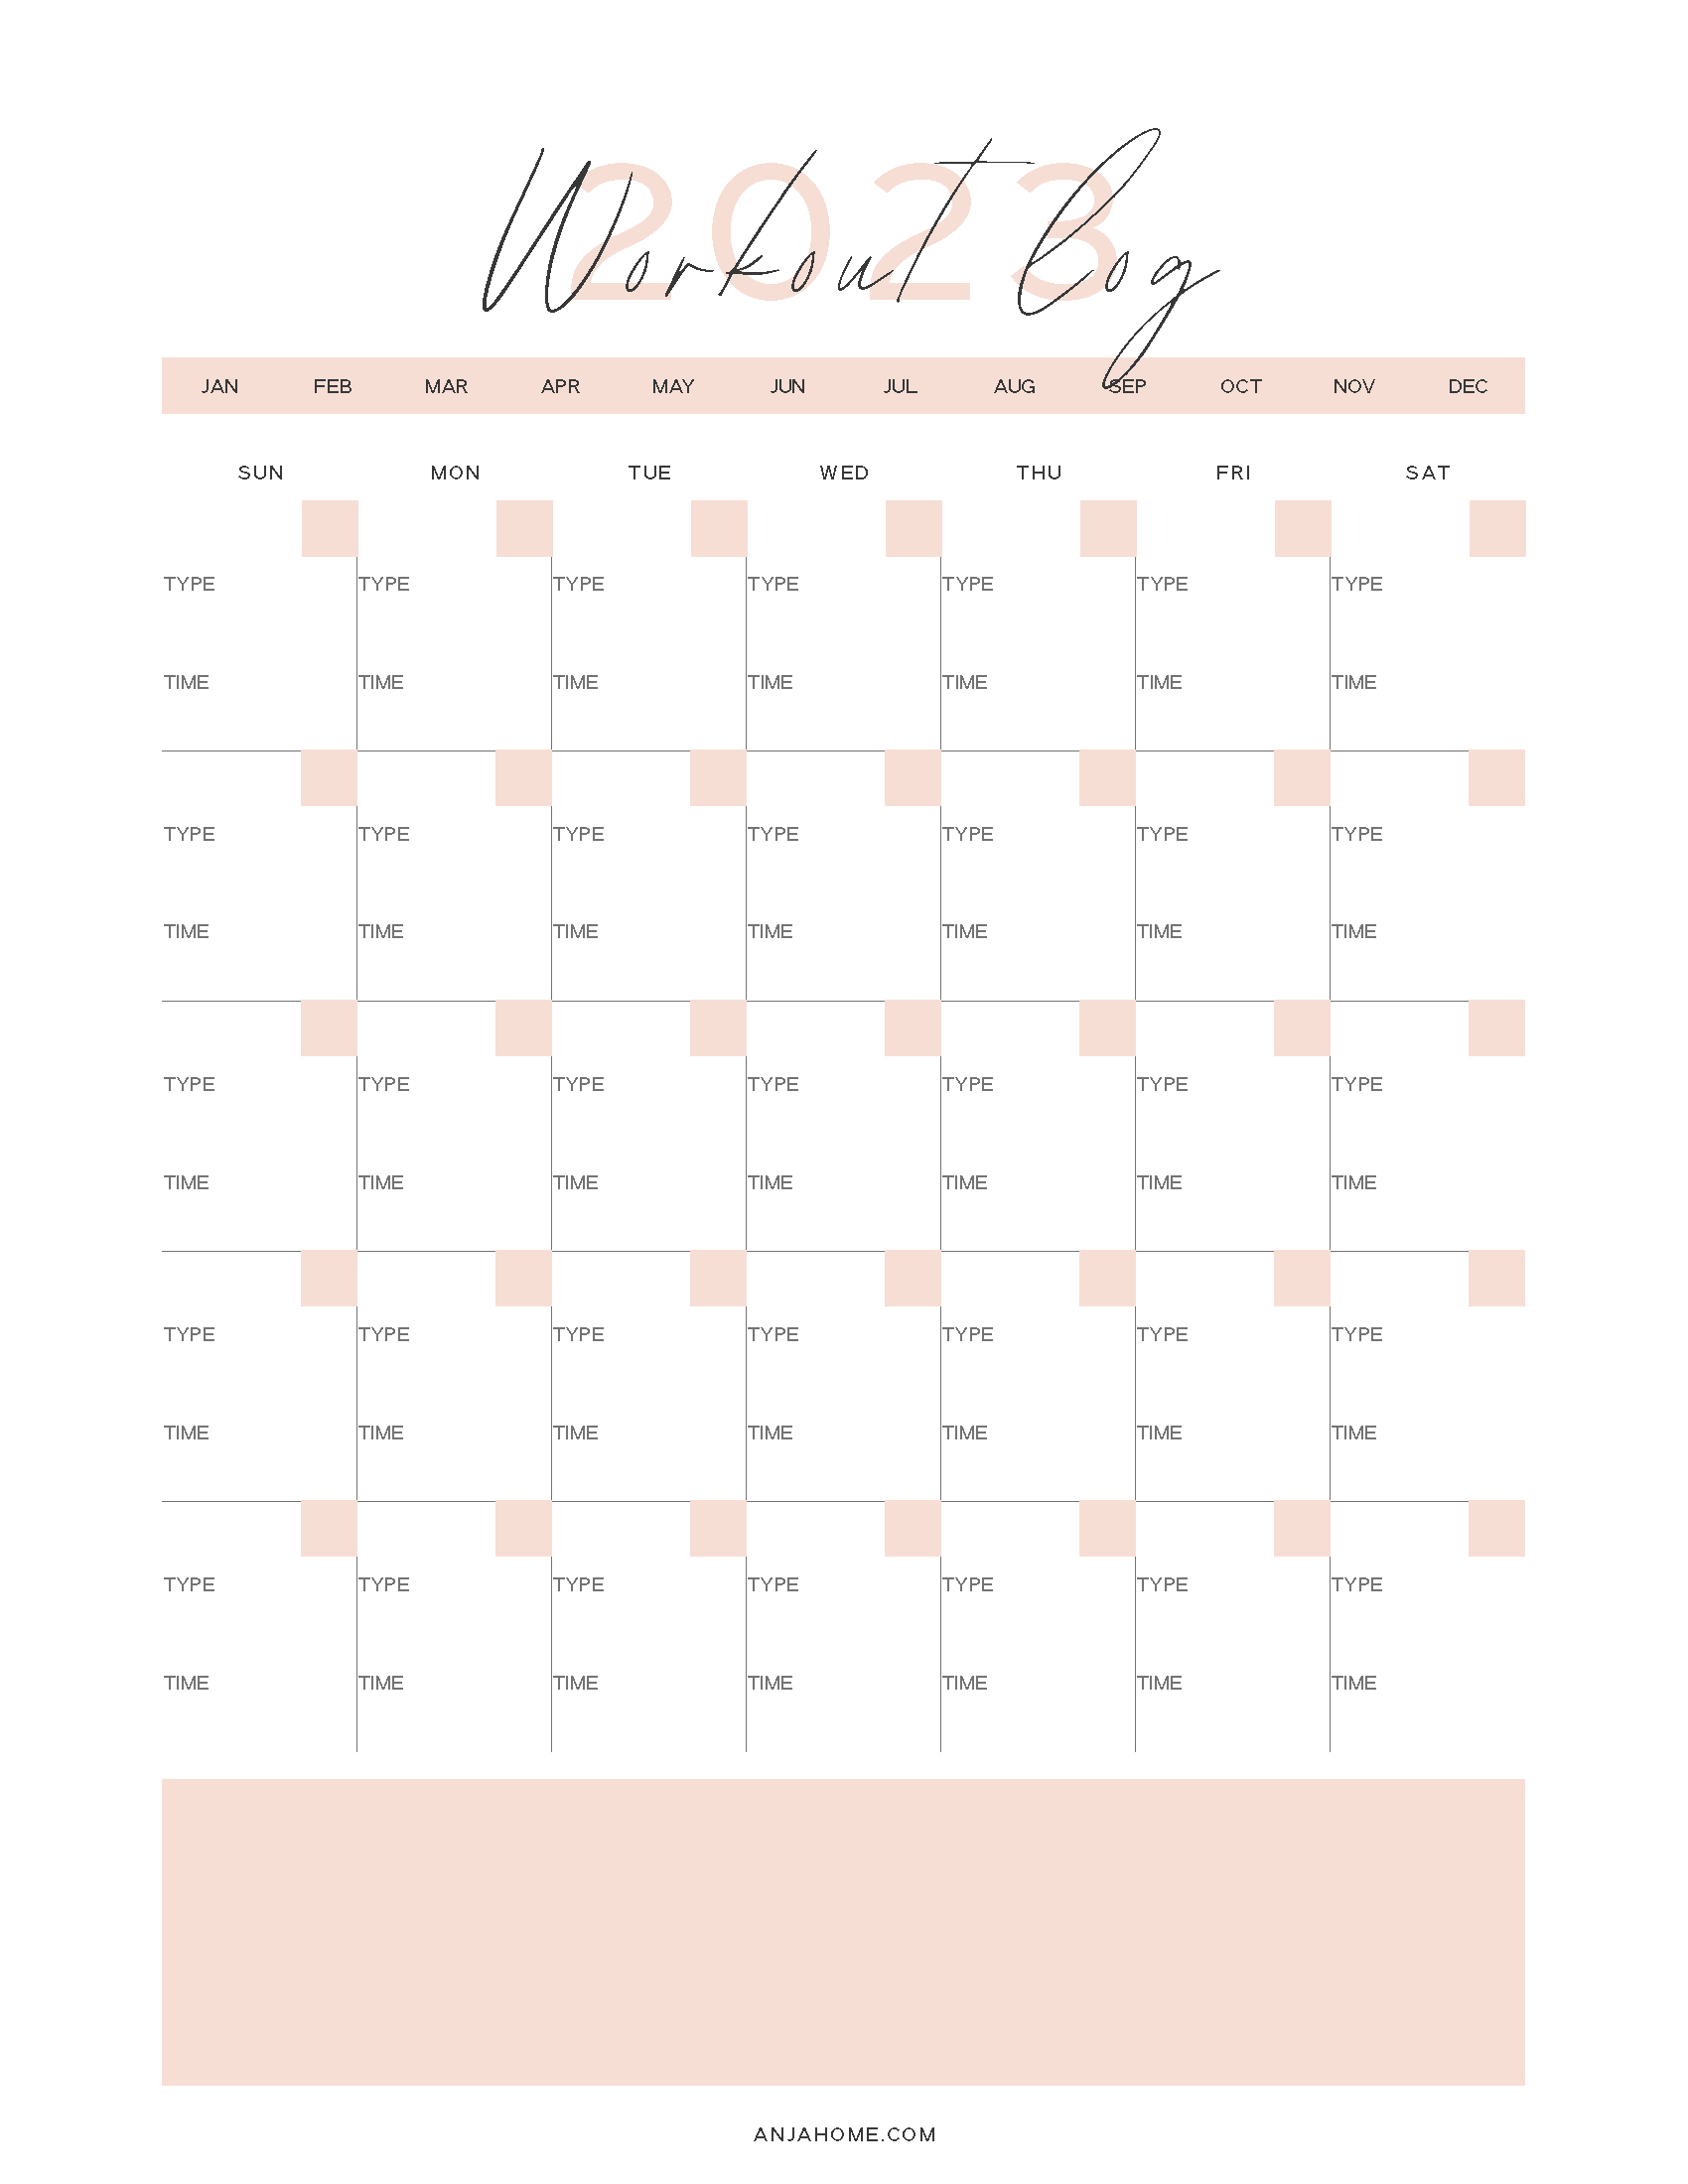 2023
Workout Log
JAN FEB MAR APR MAY JUN JUL AUG SEP OCT NOV DEC
SUN MON TUE WED THU FRI SAT
TYPE TYPE TYPE TYPE TYPE TYPE TYPE
TIME TIME TIME TIME TIME TIME TIME
TYPE TYPE TYPE TYPE TYPE TYPE TYPE
TIME TIME TIME TIME TIME TIME TIME
TYPE TYPE TYPE TYPE TYPE TYPE TYPE
TIME TIME TIME TIME TIME TIME TIME
TYPE TYPE TYPE TYPE TYPE TYPE TYPE
TIME TIME TIME TIME TIME TIME TIME
TYPE TYPE TYPE TYPE TYPE TYPE TYPE
TIME TIME TIME TIME TIME TIME TIME
ANJAHOME.COM